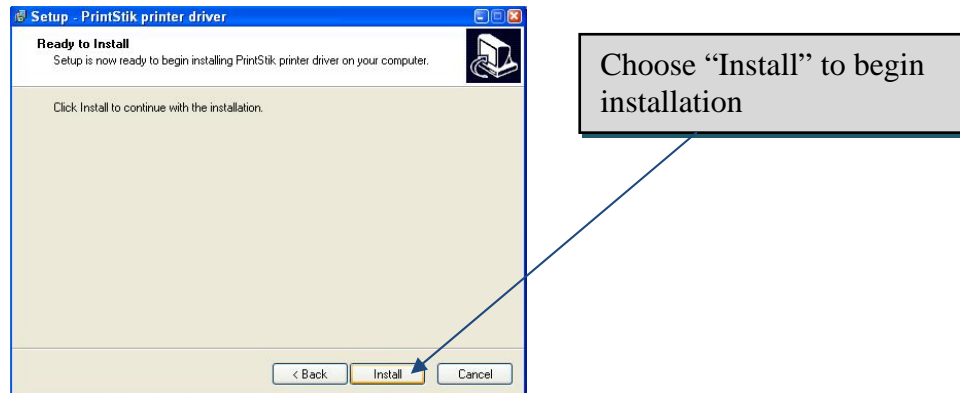 Setup - PrintStik printer driver
Ready to Install
Setup is now ready to begin installing PrintStik printer driver on your computer.
Click Install to continue with the installation.
< Back
Install
Cancel
Choose “Install” to begin
installation